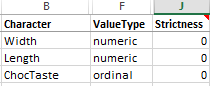 B F J
Character ValueType Strictness
Width numeric 0
Length numeric 0
ChocTaste ordinal 0